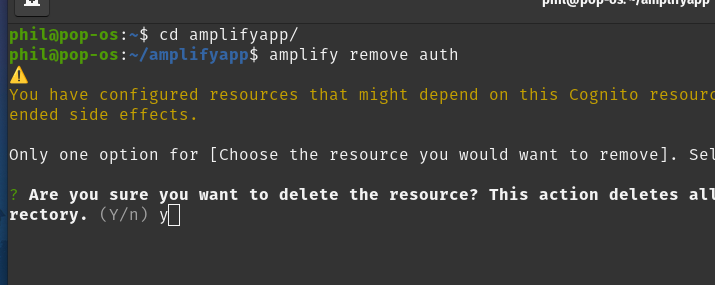 phil@pop-os: ~/amplifyapp
phil@pop-os:~$ cd amplifyapp/
phil@pop-os:~/amplifyapp$ amplify remove auth
You have configured resources that might depend on this Cognito resourc
ended side effects.
Only one option for [Choose the resource you would want to remove]. Sel
? Are you sure you want to delete the resource? This action deletes all
rectory. (Y/n) y